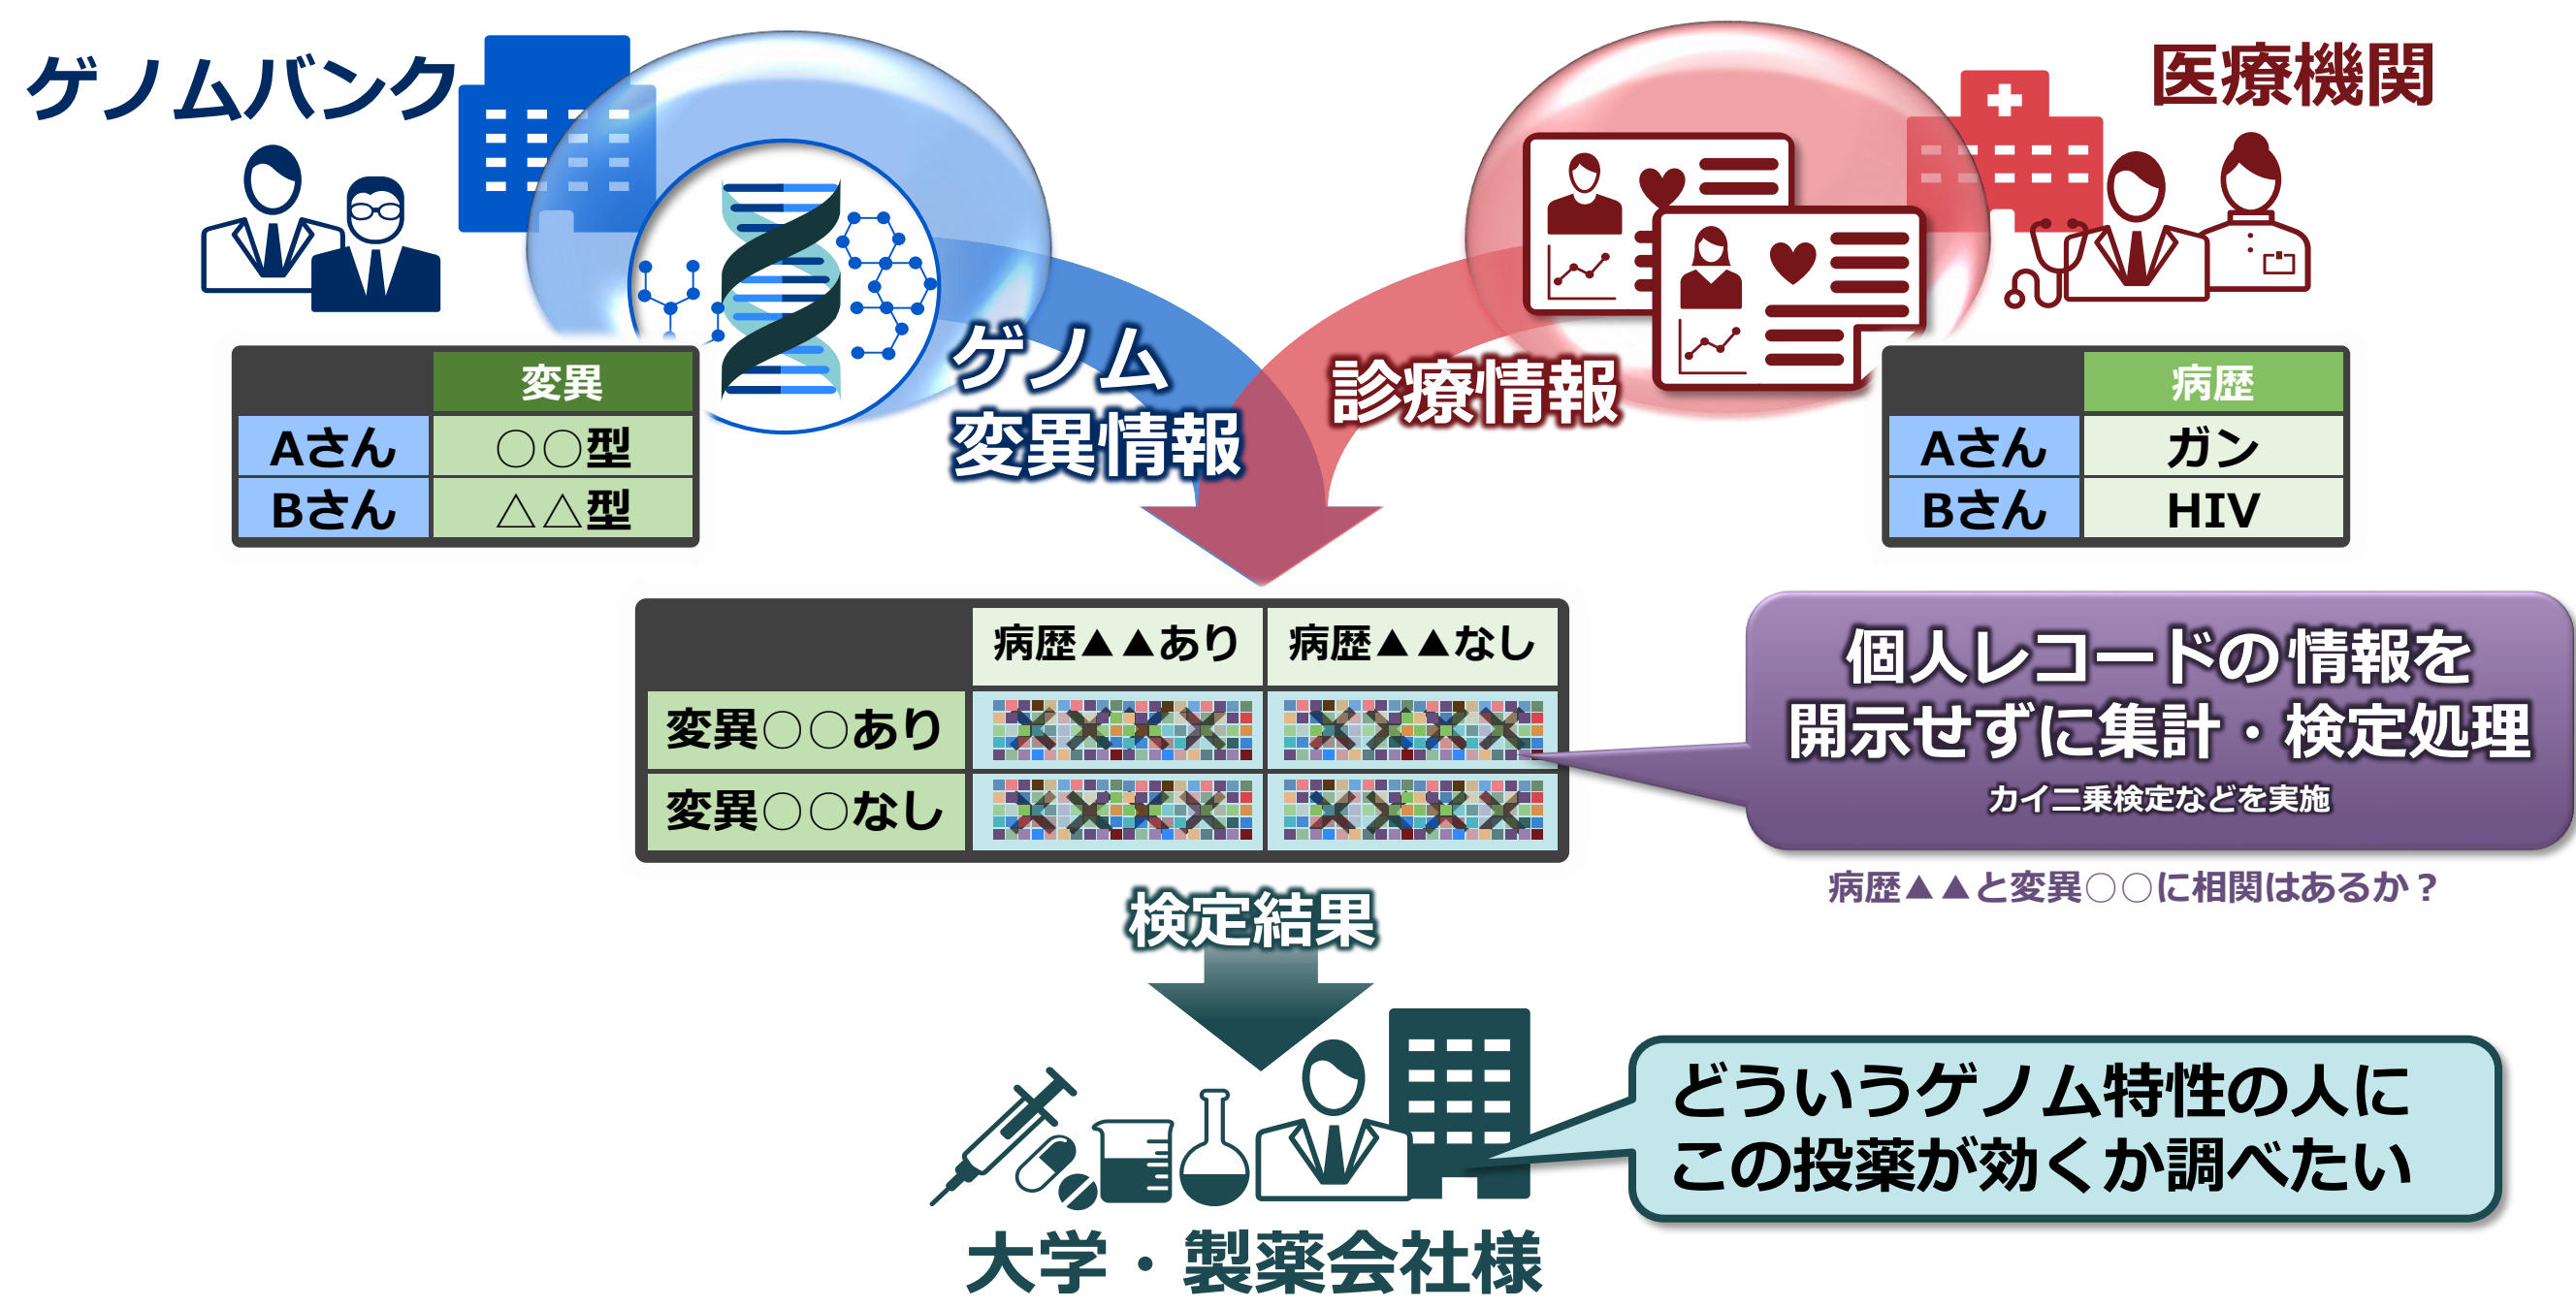 ゲノムバンク
医療機関
変異
Aさん ○○型
Bさん △△型
ゲノム
変異情報
診療情報
病歴
Aさん ガン
Bさん HIV
病歴▲▲あり 病歴▲▲なし
変異○○あり
変異○○なし
個人レコードの情報を
開示せずに集計・検定処理
カイ二乗検定などを実施
病歴▲▲と変異○○に相関はあるか？
検定結果
どういうゲノム特性の人に
この投薬が効くか調べたい
大学・製薬会社様